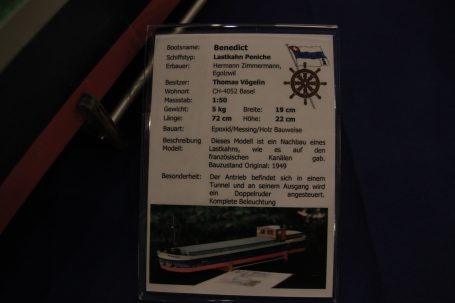 Bootsname: Benedict
Schiffstyp: Lastkahn Peniche
Erbauer: Hermann Zimmermann,
Egolzwil
Besitzer: Thomas Vögelin
Wohnort CH-4052 Basel
Massstab: 1:50
Gewicht: 5 kg Breite: 19 cm
Länge: 72 cm Höhe: 22 cm
Bauart: Epoxid/Messing/Holz Bauweise
Beschreibung Dieses Modell ist ein Nachbau eines
Modell: Lastkahns, wie es auf den
französischen Kanälen gab.
Bauzustand Original: 1949
Besonderheit: Der Antrieb befindet sich in einem
Tunnel und an seinem Ausgang wird
ein Doppelruder angesteuert.
Komplete Beleuchtung